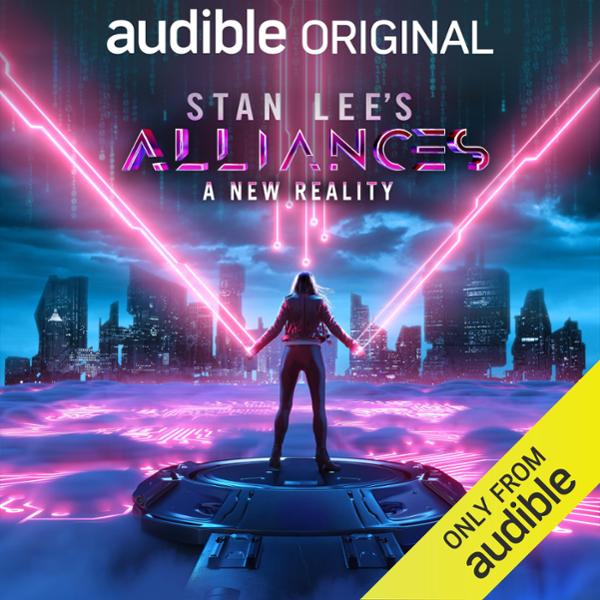 audible ORIGINAL
STAN LEE'S
ALLIANCES
A NEW REALITY
ONLY FROM
audible